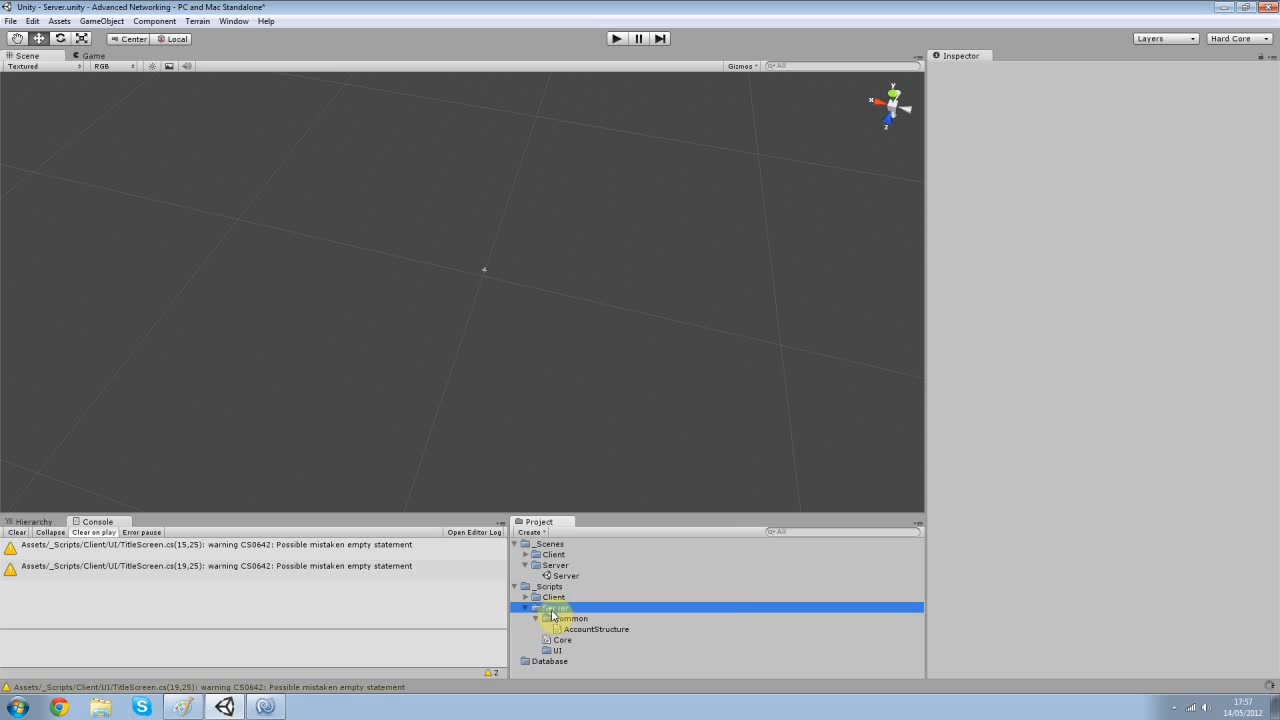 Unity - Server.unity - Advanced Networking - PC and Mac Standalone*
File Edit Assets GameObject Component Terrain Window Help
Center Local
Layers
Hard Core
Scene Game
Inspector
Textured RGB
Gizmos All
y
x
z
Hierarchy Console
Project
Clear Collapse Clear on play Error pause Open Editor Log
Create All
Assets/_Scripts/Client/UI/TitleScreen.cs(15,25): warning CS0642: Possible mistaken empty statement
Assets/_Scripts/Client/UI/TitleScreen.cs(19,25): warning CS0642: Possible mistaken empty statement
_Scenes
Client
Server
Server
_Scripts
Client
Server
Common
AccountStructure
Core
UI
Database
2
Assets/_Scripts/Client/UI/TitleScreen.cs(19,25): warning CS0642: Possible mistaken empty statement
17:57
14/05/2012